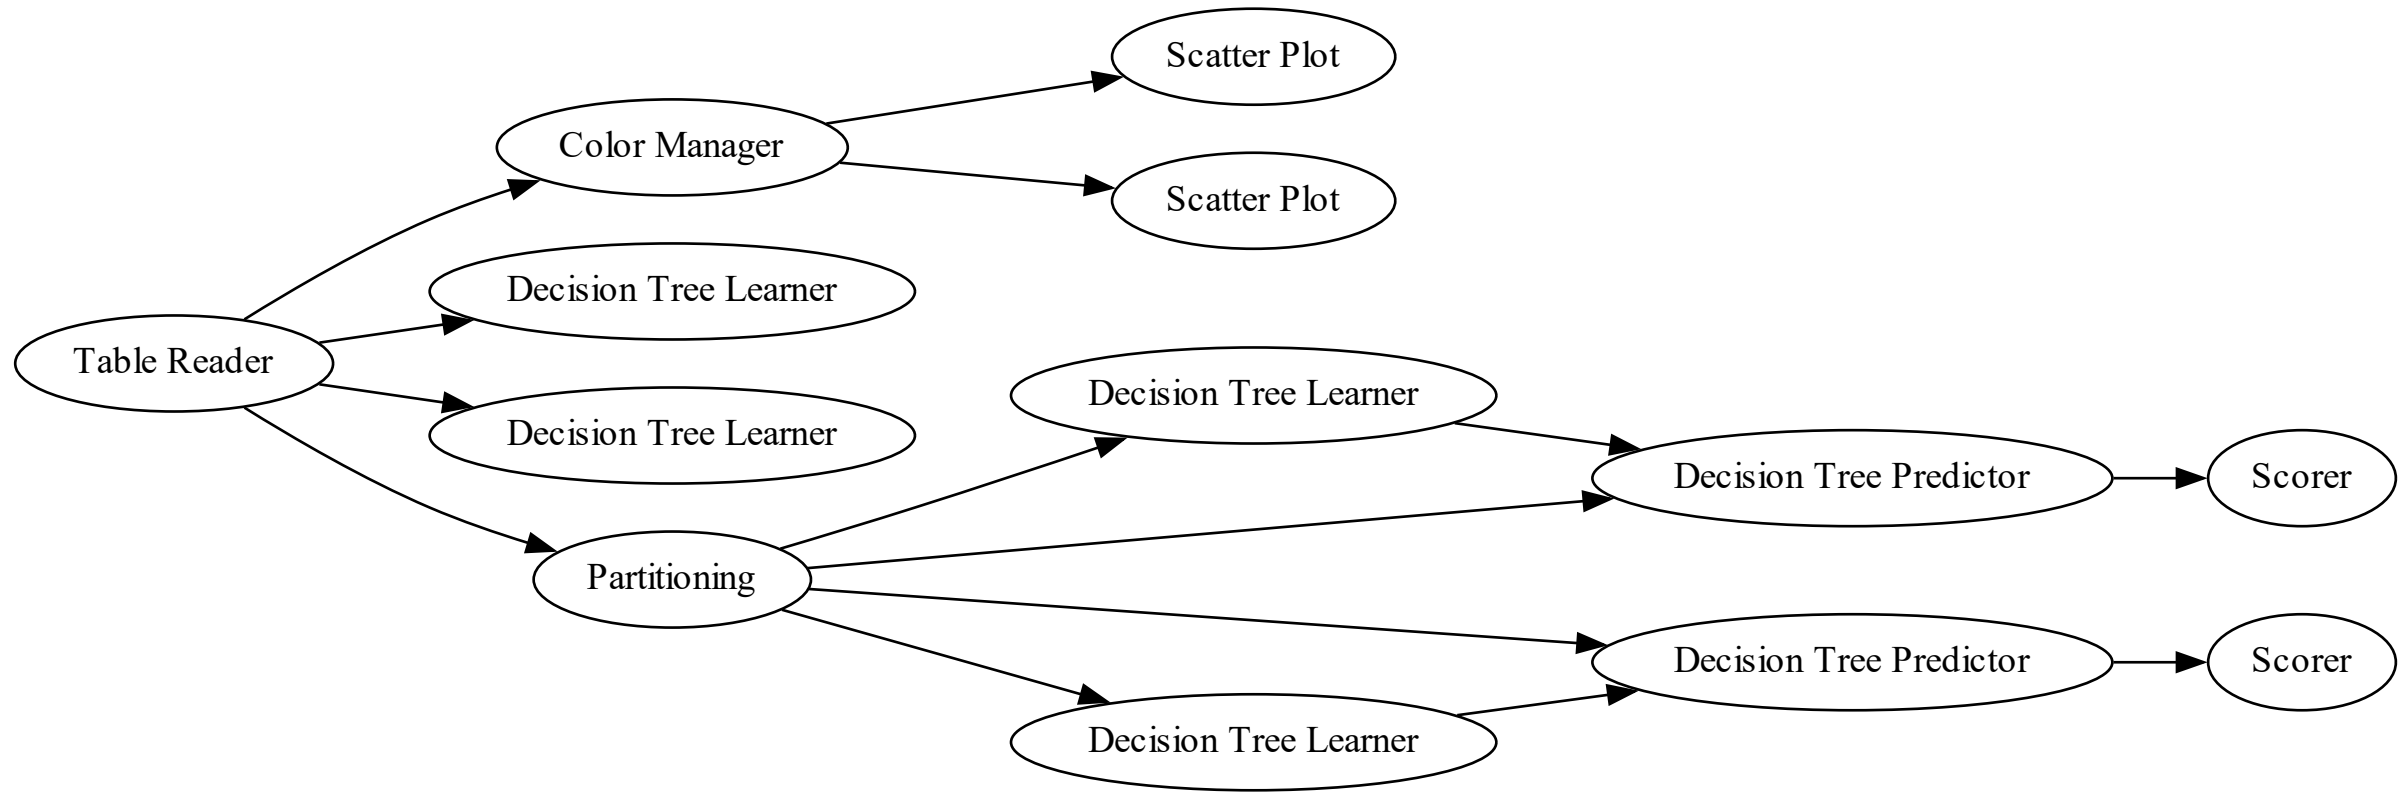 Scatter Plot
Color Manager
Scatter Plot
Decision Tree Learner
Table Reader
Decision Tree Learner
Decision Tree Learner
Decision Tree Predictor
Scorer
Partitioning
Decision Tree Predictor
Scorer
Decision Tree Learner